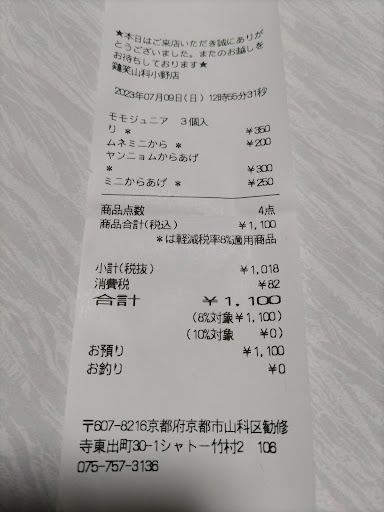 ★本日はご来店いただき誠にありが
とうございました。またのお越しを
お待ちしております★
鶏笑山科小野店
2023年07月09日(日) 12時55分31秒
モモジュニア 3個入
り * ¥350
ムネミニから * ¥200
ヤンニョムからあげ
* ¥300
ミニからあげ * ¥250
商品点数 4点
商品合計(税込) ¥1,100
*は軽減税率8%適用商品
小計(税抜) ¥1,018
消費税 ¥82
合計 ¥1,100
(8%対象¥1,100)
(10%対象 ¥0)
お預り ¥1,100
お釣り ¥0
〒607-8216京都府京都市山科区勧修
寺東出町30-1シャトー竹村2 106
075-757-3136